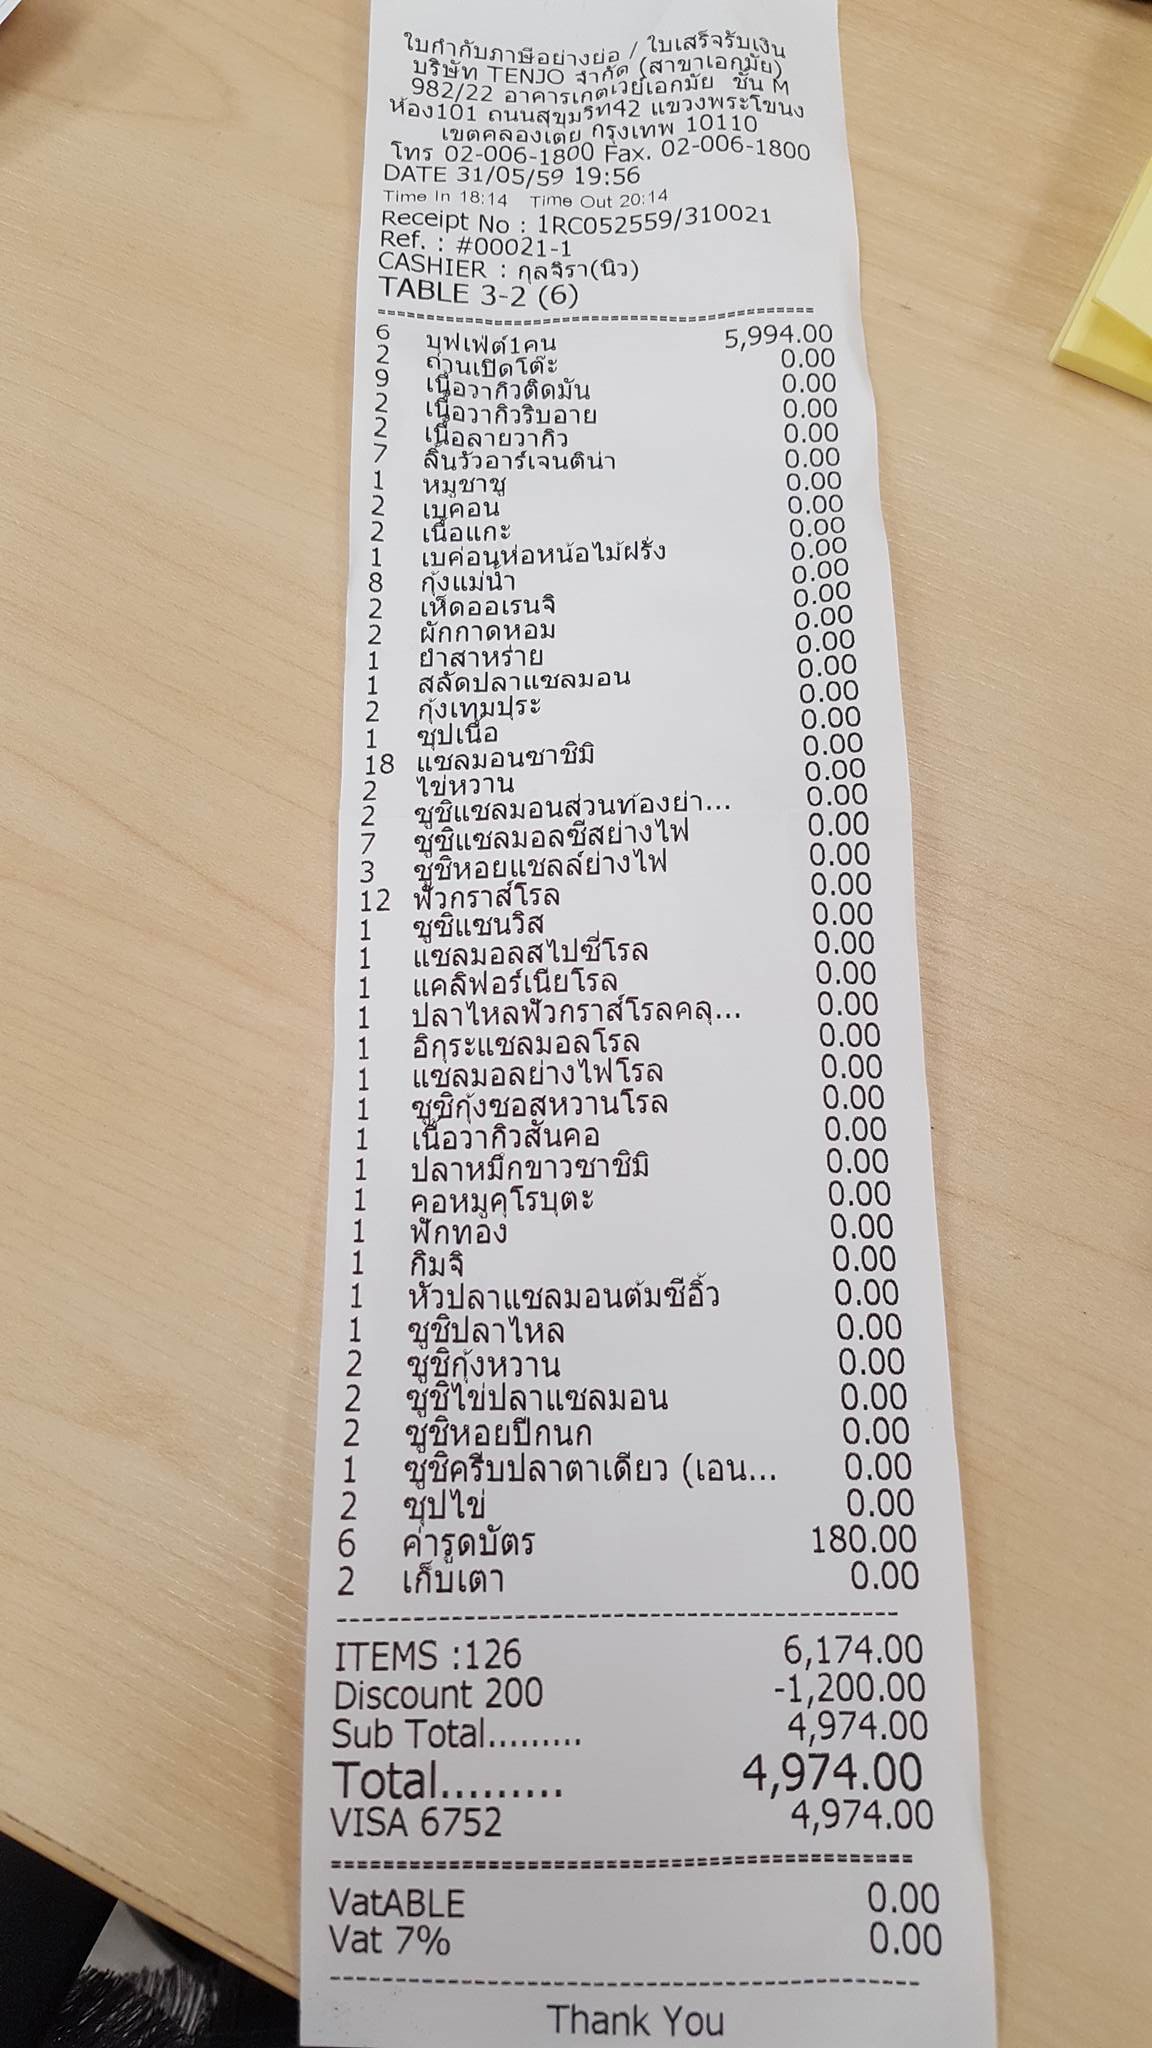 ใบกำกับภาษีอย่างย่อ / ใบเสร็จรับเงิน
บริษัท TENJO จำกัด (สาขาเอกมัย)
982/22 อาคารเกตเวย์เอกมัย ชั้น M
ห้อง101 ถนนสุขุมวิท42 แขวงพระโขนง
เขตคลองเตย กรุงเทพ 10110
โทร 02-006-1800 Fax. 02-006-1800
DATE 31/05/59 19:56
Time In 18:14 Time Out 20:14
Receipt No : 1RC052559/310021
Ref. : #00021-1
CASHIER : กุลจิรา(นิว)
TABLE 3-2 (6)
6 บุฟเฟ่ต์1คน 5,994.00
2 ถ่านเปิดโต๊ะ 0.00
9 เนื้อวากิวติดมัน 0.00
2 เนื้อวากิวริบอาย 0.00
2 เนื้อลายวากิว 0.00
7 ลิ้นวัวอาร์เจนติน่า 0.00
1 หมูชาชู 0.00
2 เบคอน 0.00
2 เนื้อแกะ 0.00
1 เบค่อนห่อหน่อไม้ฝรั่ง 0.00
8 กุ้งแม่น้ำ 0.00
2 เห็ดออเรนจิ 0.00
2 ผักกาดหอม 0.00
1 ยำสาหร่าย 0.00
1 สลัดปลาแซลมอน 0.00
2 กุ้งเทมปุระ 0.00
1 ซุปเนื้อ 0.00
18 แซลมอนซาชิมิ 0.00
2 ไข่หวาน 0.00
2 ซูชิแซลมอนส่วนท้องย่า... 0.00
7 ซูซิแซลมอลซีสย่างไฟ 0.00
3 ซูชิหอยแชลล์ย่างไฟ 0.00
12 ฟัวกราส์โรล 0.00
1 ซูซิแซนวิส 0.00
1 แซลมอลสไปซี่โรล 0.00
1 แคลิฟอร์เนียโรล 0.00
1 ปลาไหลฟัวกราส์โรลคลุ... 0.00
1 อิกุระแซลมอลโรล 0.00
1 แซลมอลย่างไฟโรล 0.00
1 ซูซิกุ้งซอสหวานโรล 0.00
1 เนื้อวากิวสันคอ 0.00
1 ปลาหมึกขาวซาชิมิ 0.00
1 คอหมูคุโรบุตะ 0.00
1 ฟักทอง 0.00
1 กิมจิ 0.00
1 หัวปลาแซลมอนต้มซีอิ้ว 0.00
1 ซูชิปลาไหล 0.00
2 ซูชิกุ้งหวาน 0.00
2 ซูชิไข่ปลาแซลมอน 0.00
2 ซูชิหอยปีกนก 0.00
1 ซูชิครีบปลาตาเดียว (เอน... 0.00
2 ซุปไข่ 0.00
6 ค่ารูดบัตร 180.00
2 เก็บเตา 0.00
ITEMS :126 6,174.00
Discount 200 -1,200.00
Sub Total......... 4,974.00
Total......... 4,974.00
VISA 6752 4,974.00
VatABLE 0.00
Vat 7% 0.00
Thank You